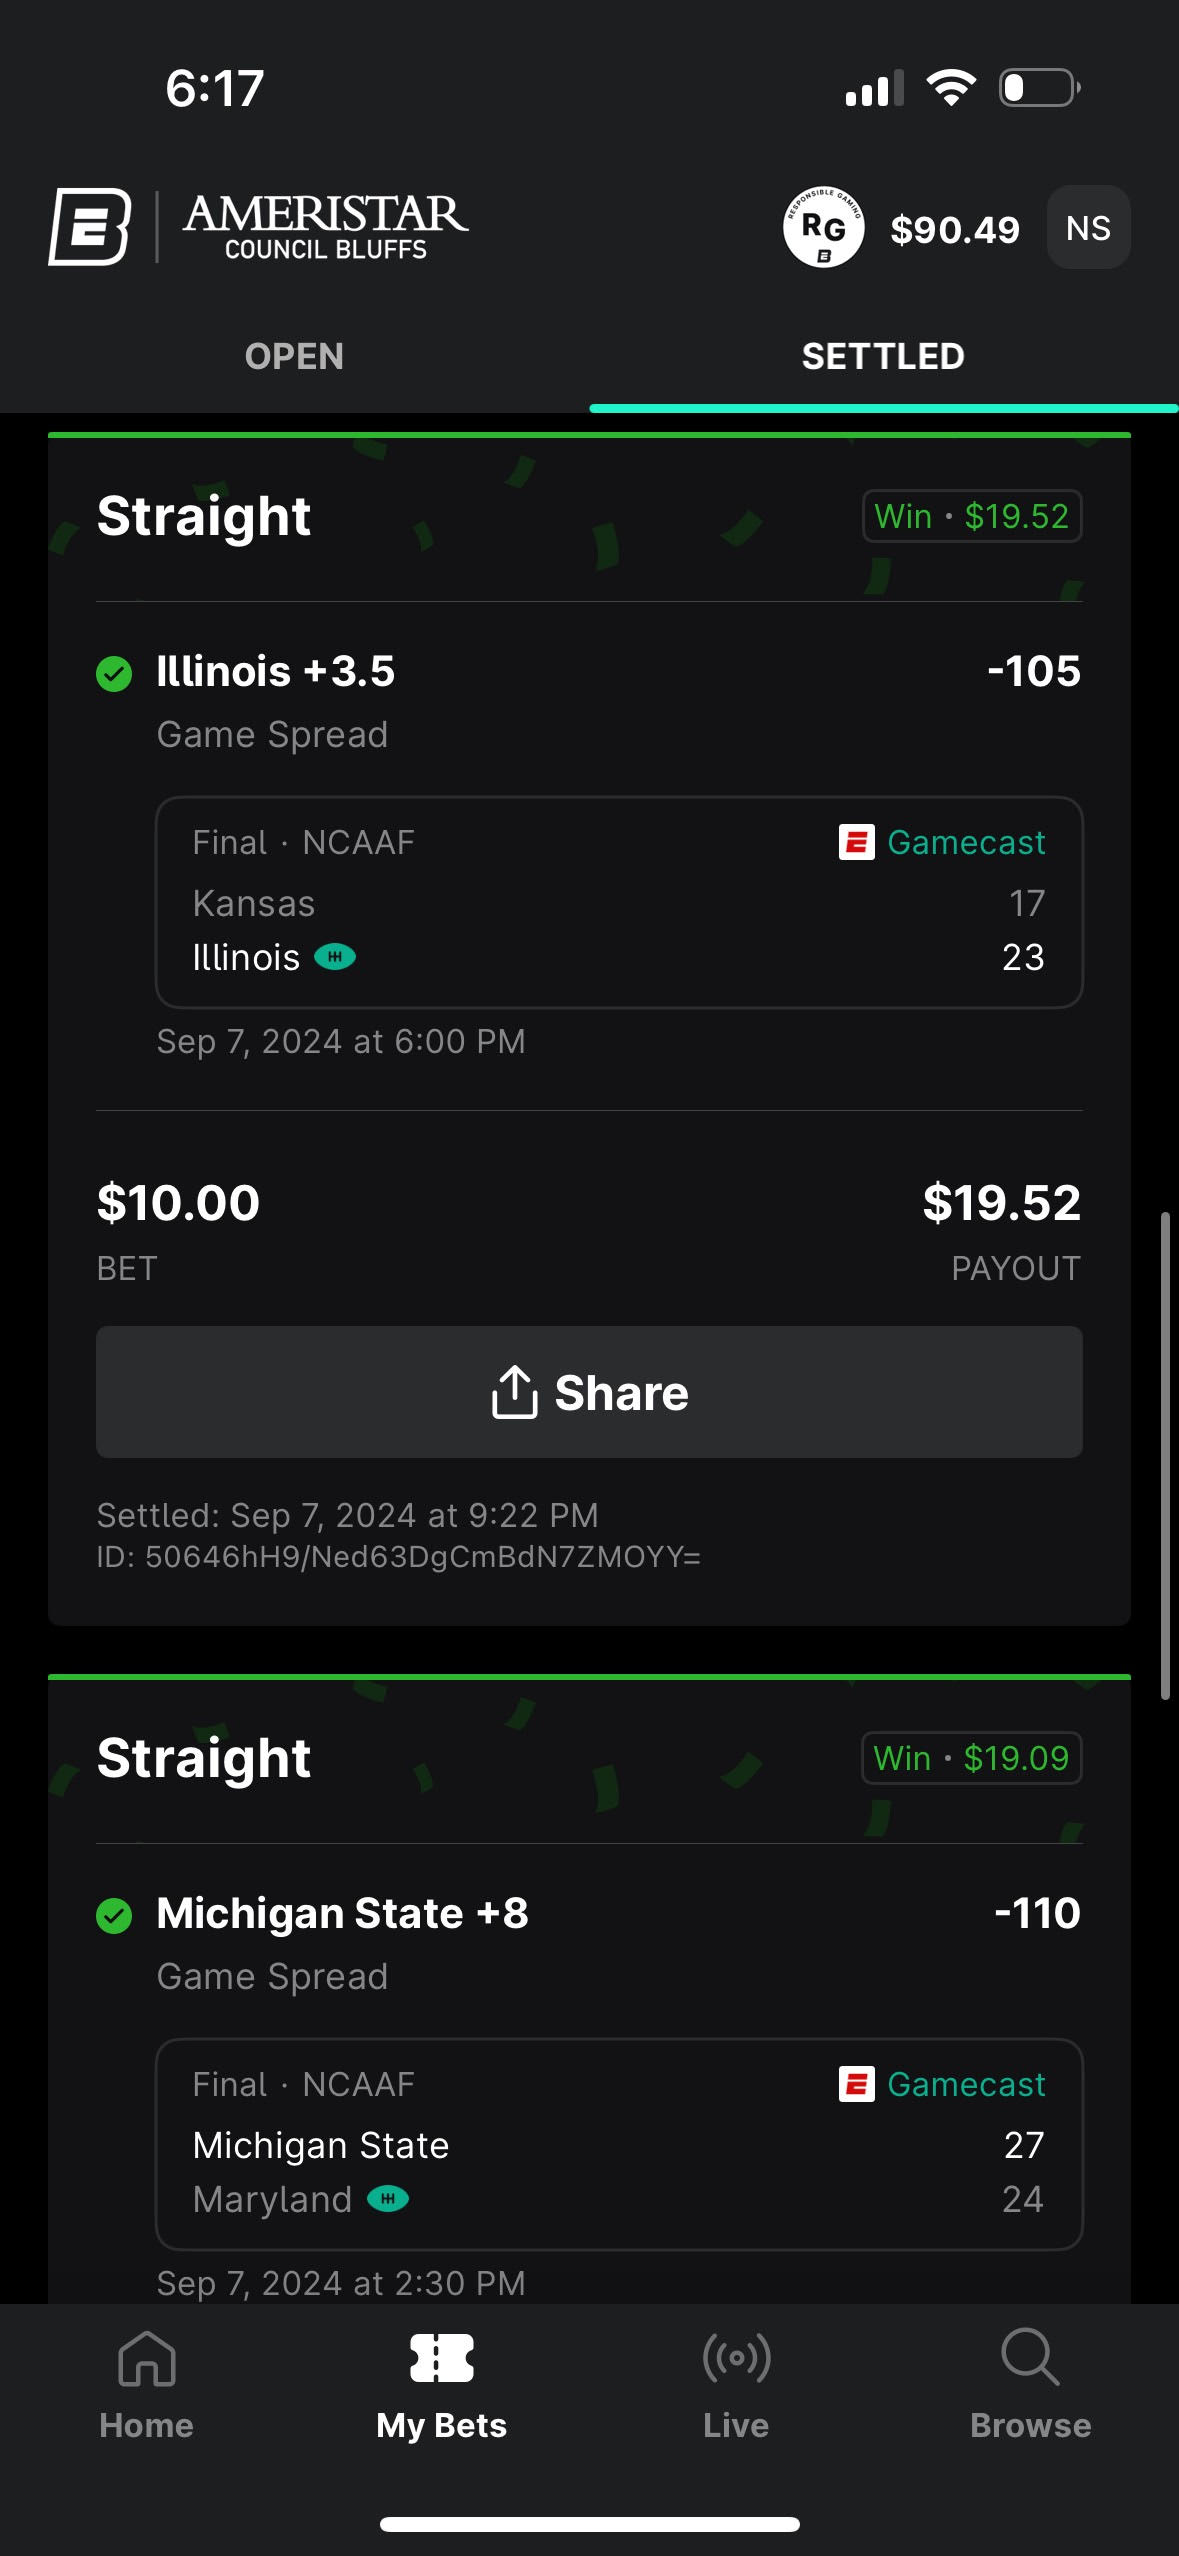 6:17
AMERISTAR
COUNCIL BLUFFS
RESPONSIBLE GAMING
RG
$90.49
NS
OPEN
SETTLED
Straight
Win · $19.52
Illinois +3.5
-105
Game Spread
Final · NCAAF
Gamecast
Kansas
17
Illinois
23
Sep 7, 2024 at 6:00 PM
$10.00
$19.52
BET
PAYOUT
Share
Settled: Sep 7, 2024 at 9:22 PM
ID: 50646hH9/Ned63DgCmBdN7ZMOYY=
Straight
Win · $19.09
Michigan State +8
-110
Game Spread
Final · NCAAF
Gamecast
Michigan State
27
Maryland
24
Sep 7, 2024 at 2:30 PM
Home
My Bets
Live
Browse